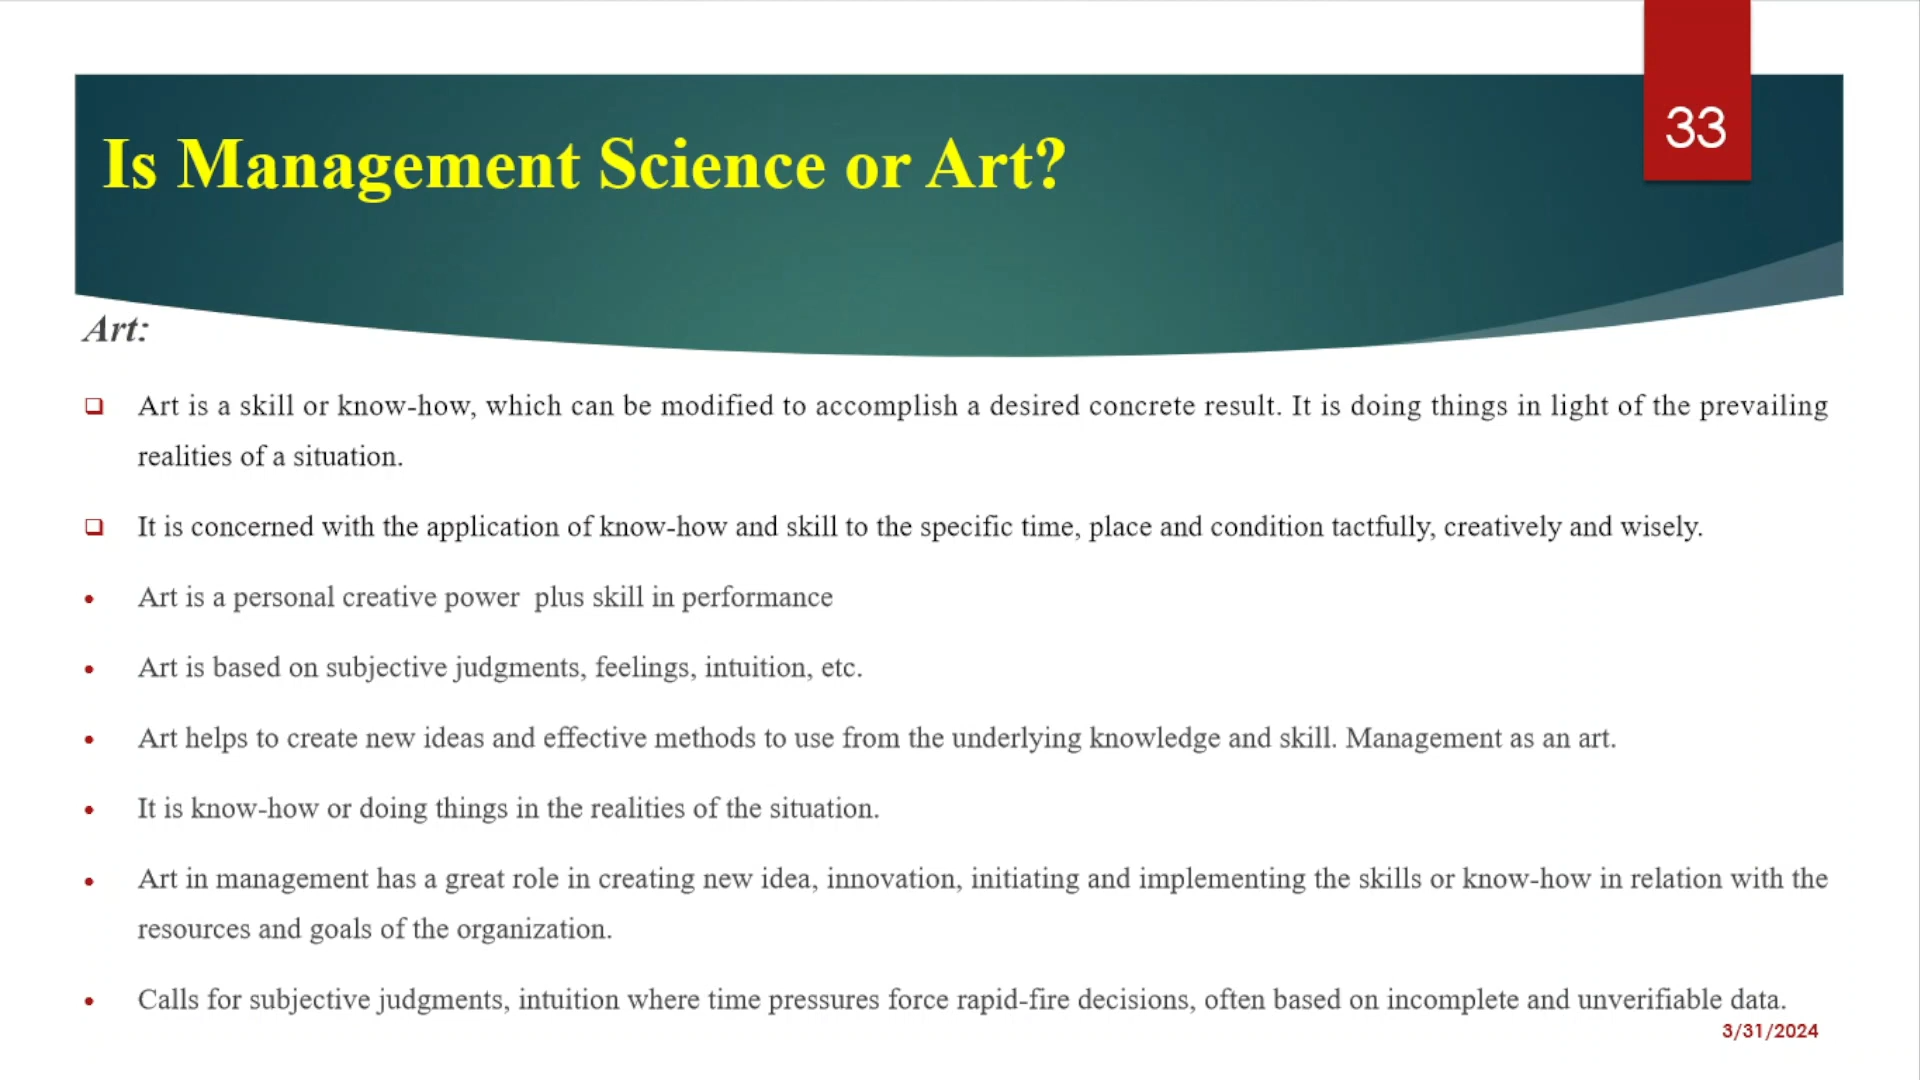 33
Is Management Science or Art?
Art:
Art is a skill or know-how, which can be modified to accomplish a desired concrete result. It is doing things in light of the prevailing
realities of a situation.
It is concerned with the application of know-how and skill to the specific time, place and condition tactfully, creatively and wisely.
Art is a personal creative power  plus skill in performance
Art is based on subjective judgments, feelings, intuition, etc.
Art helps to create new ideas and effective methods to use from the underlying knowledge and skill. Management as an art.
It is know-how or doing things in the realities of the situation.
Art in management has a great role in creating new idea, innovation, initiating and implementing the skills or know-how in relation with the
resources and goals of the organization.
Calls for subjective judgments, intuition where time pressures force rapid-fire decisions, often based on incomplete and unverifiable data.
3/31/2024